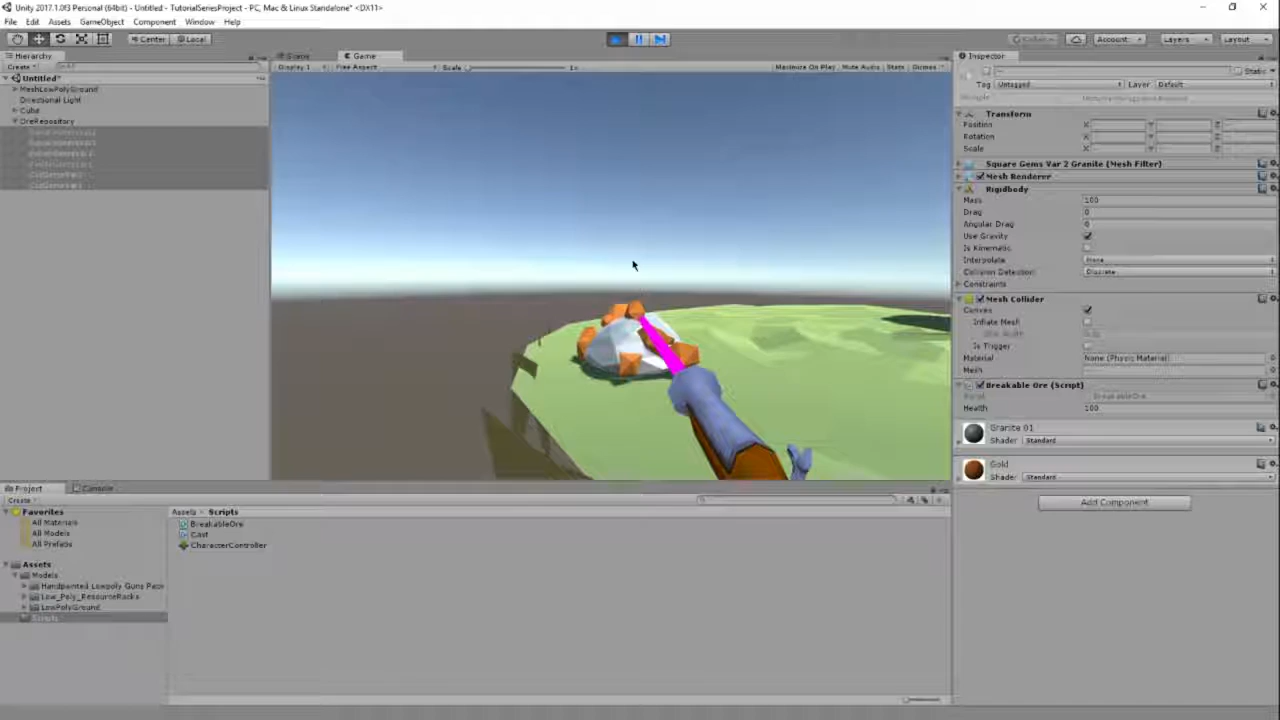 Unity 2017.1.0f3 Personal (64bit) - Untitled - TutorialSeriesProject - PC, Mac & Linux Standalone* <DX11>
File Edit Assets GameObject Component Window Help
Center Local
Account Layers Layout
Hierarchy
Create
Untitled*
MeshLowPolyGround
Directional Light
Cube
OreRepository
Scene Game
Display 1 Free Aspect Scale 1x Maximize On Play Mute Audio Stats Gizmos
Inspector
Static
Tag Untagged Layer Default
Transform
Position X Y Z
Rotation X Y Z
Scale X Y Z
Square Gems Var 2 Granite (Mesh Filter)
Mesh Renderer
Rigidbody
Mass 100
Drag 0
Angular Drag 0
Use Gravity
Is Kinematic
Interpolate None
Collision Detection Discrete
Constraints
Mesh Collider
Convex
Inflate Mesh
Is Trigger
Material None (Physic Material)
Mesh
Breakable Ore (Script)
Script BreakableOre
Health 100
Granite 01
Shader Standard
Gold
Shader Standard
Add Component
Project Console
Create
Favorites
All Materials
All Models
All Prefabs
Assets
Models
Handpainted Lowpoly Guns Pack
Low_Poly_ResourceRocks
LowPolyGround
Scripts
Assets Scripts
BreakableOre
Cast
CharacterController